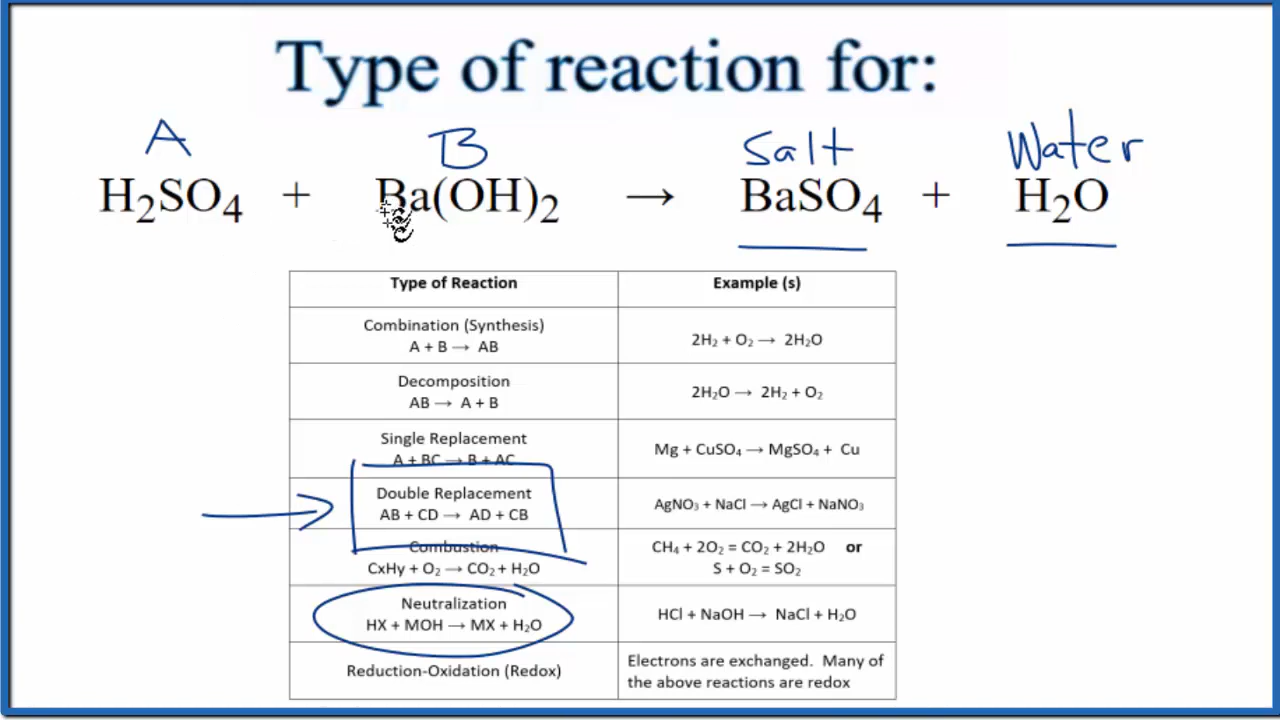 Type of reaction for:
A B Salt Water
H₂SO₄ + Ba(OH)₂ → BaSO₄ + H₂O
Type of Reaction Example (s)
Combination (Synthesis)
A + B → AB
2H₂ + O₂ → 2H₂O
Decomposition
AB → A + B
2H₂O → 2H₂ + O₂
Single Replacement
A + BC → B + AC
Mg + CuSO₄ → MgSO₄ + Cu
Double Replacement
AB + CD → AD + CB
AgNO₃ + NaCl → AgCl + NaNO₃
Combustion
CxHy + O₂ → CO₂ + H₂O
CH₄ + 2O₂ = CO₂ + 2H₂O or
S + O₂ = SO₂
Neutralization
HX + MOH → MX + H₂O
HCl + NaOH → NaCl + H₂O
Reduction-Oxidation (Redox)
Electrons are exchanged. Many of
the above reactions are redox